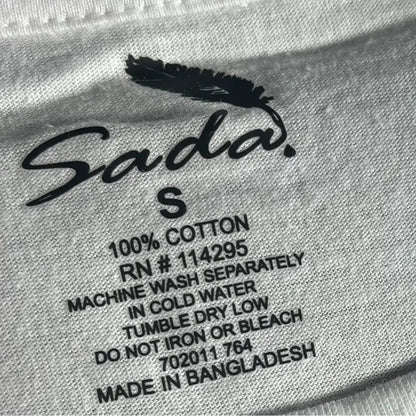 Sada.
S
100% COTTON
RN # 114295
MACHINE WASH SEPARATELY
IN COLD WATER
TUMBLE DRY LOW
DO NOT IRON OR BLEACH
702011 764
MADE IN BANGLADESH